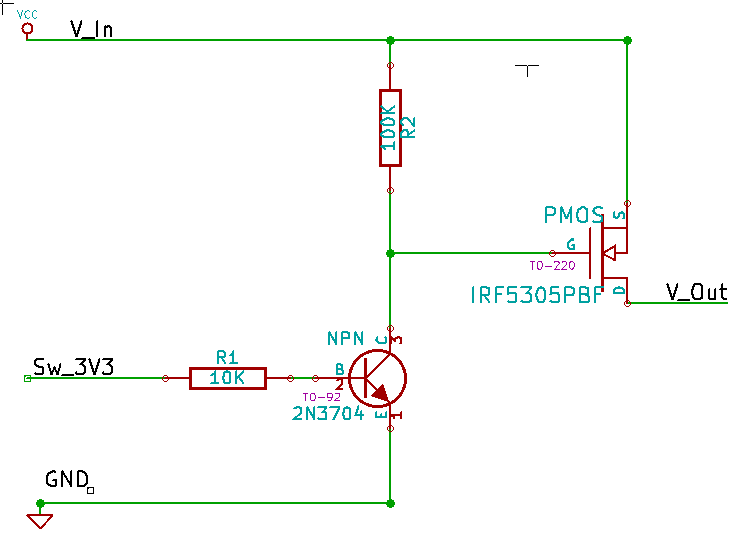 VCC
V_In
100K
R2
PMOS
S
G
TO-220
IRF5305PBF
D
V_Out
NPN
C
3
Sw_3V3
R1
10K
B
2
TO-92
2N3704
E
1
GND